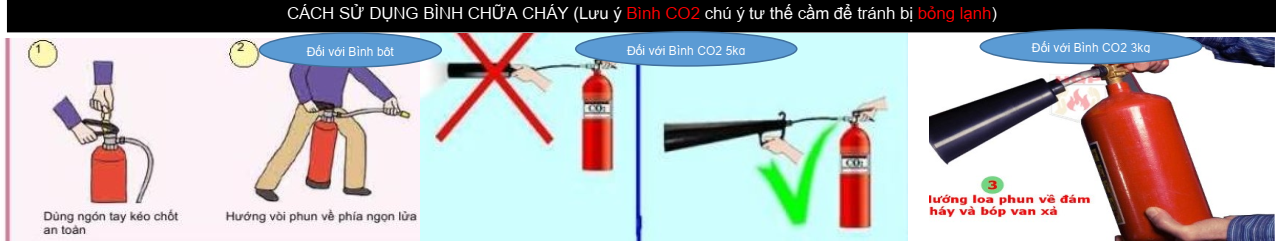 CÁCH SỬ DỤNG BÌNH CHỮA CHÁY (Lưu ý Bình CO2 chú ý tư thế cầm để tránh bị bỏng lạnh)
1
2
Đối với Bình bột
Đối với Bình CO2 5kg
Đối với Bình CO2 3kg
CO2
CO2
Dùng ngón tay kéo chốt
an toàn
Hướng vòi phun về phía ngọn lửa
3
lướng loa phun về đám
háy và bóp van xả